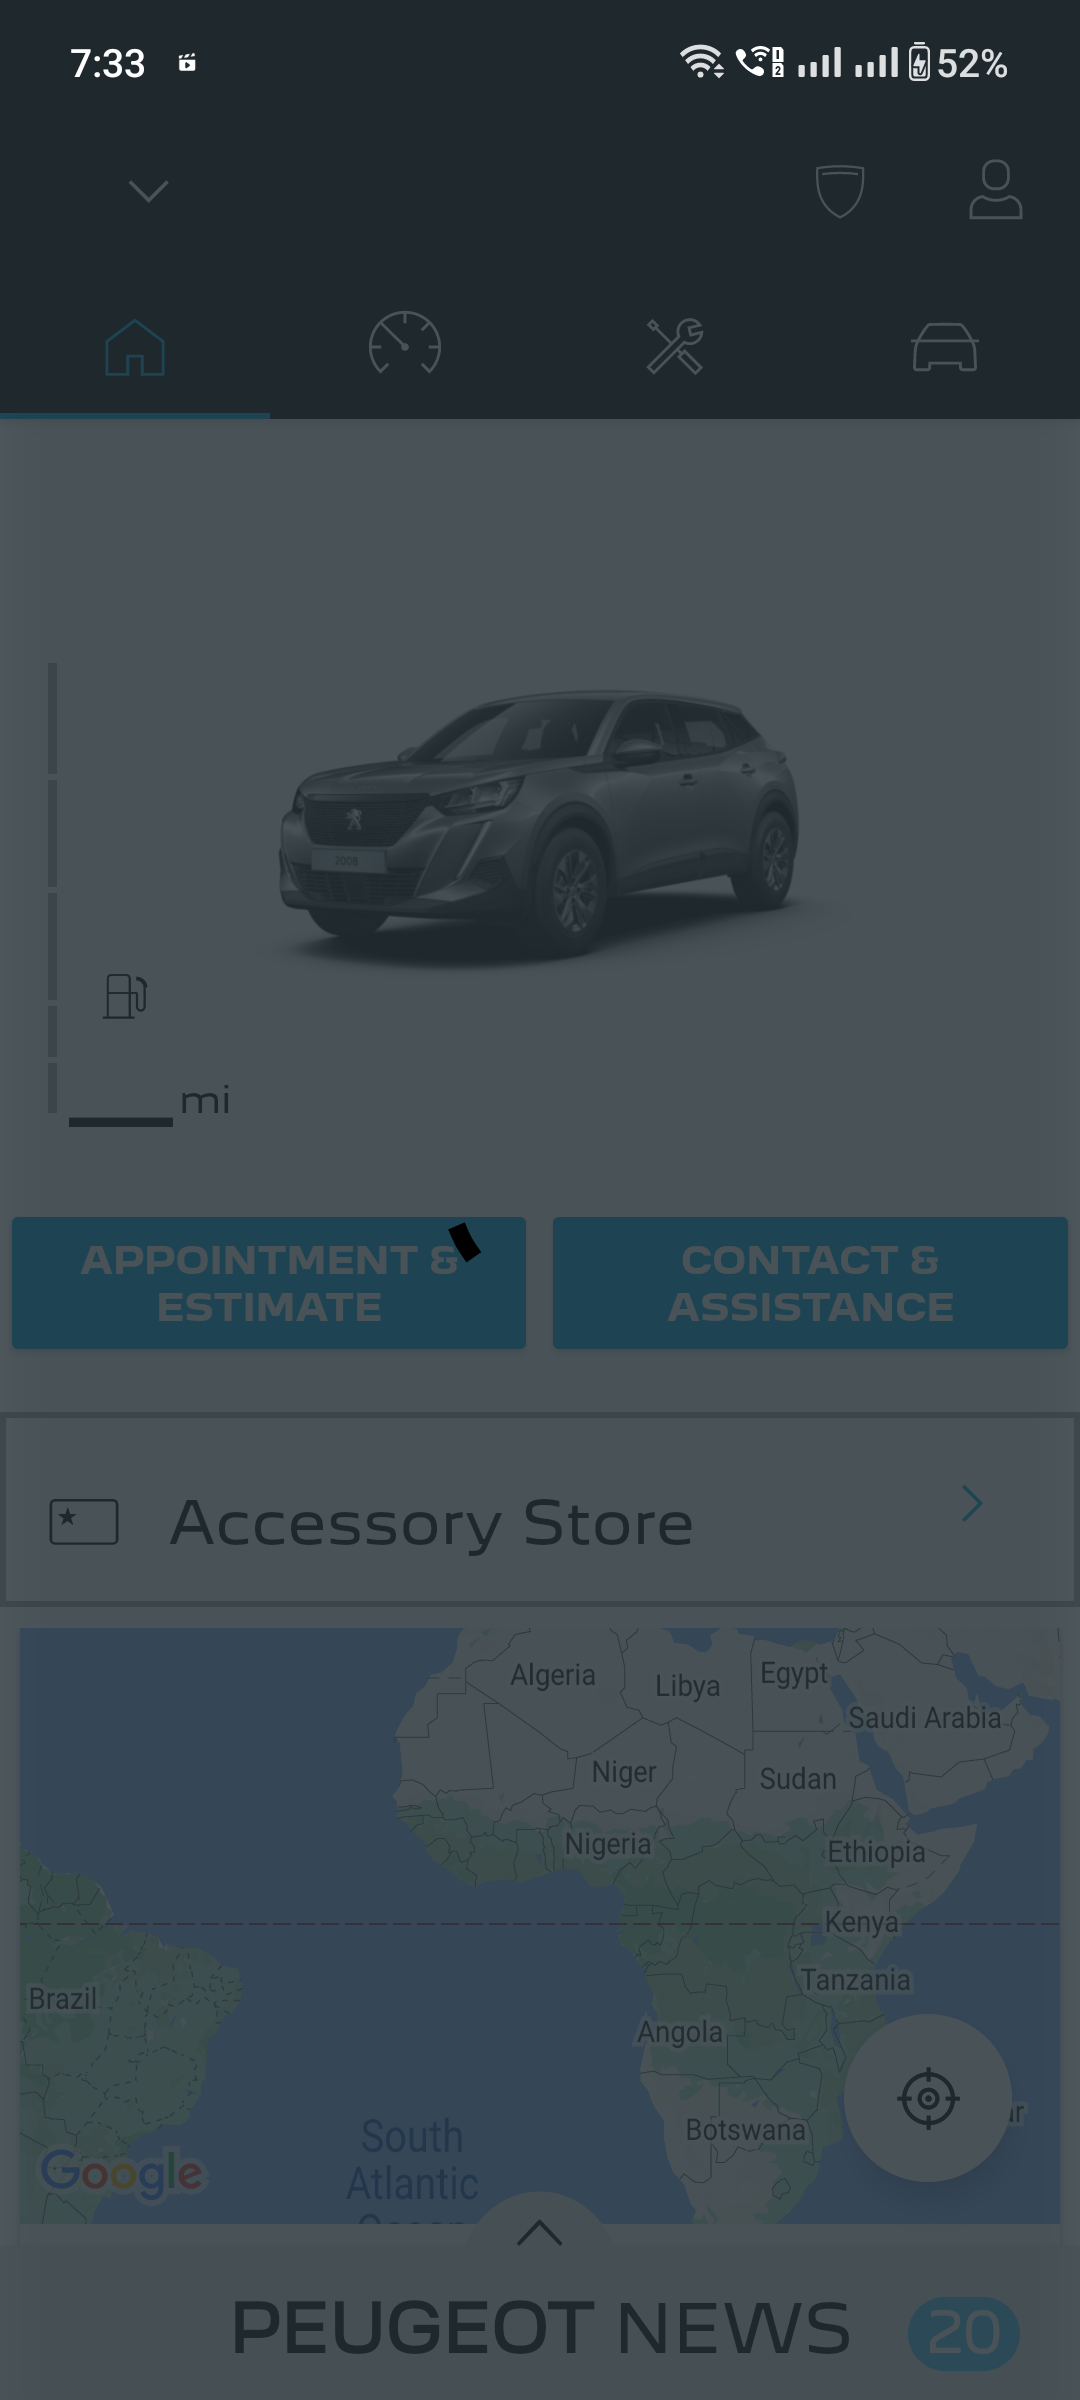 7:33
52%
2008
mi
APPOINTMENT &
ESTIMATE
CONTACT &
ASSISTANCE
Accessory Store
Algeria
Libya
Egypt
Saudi Arabia
Niger
Sudan
Nigeria
Ethiopia
Kenya
Brazil
Tanzania
Angola
Botswana
South
Atlantic
Google
PEUGEOT NEWS
20